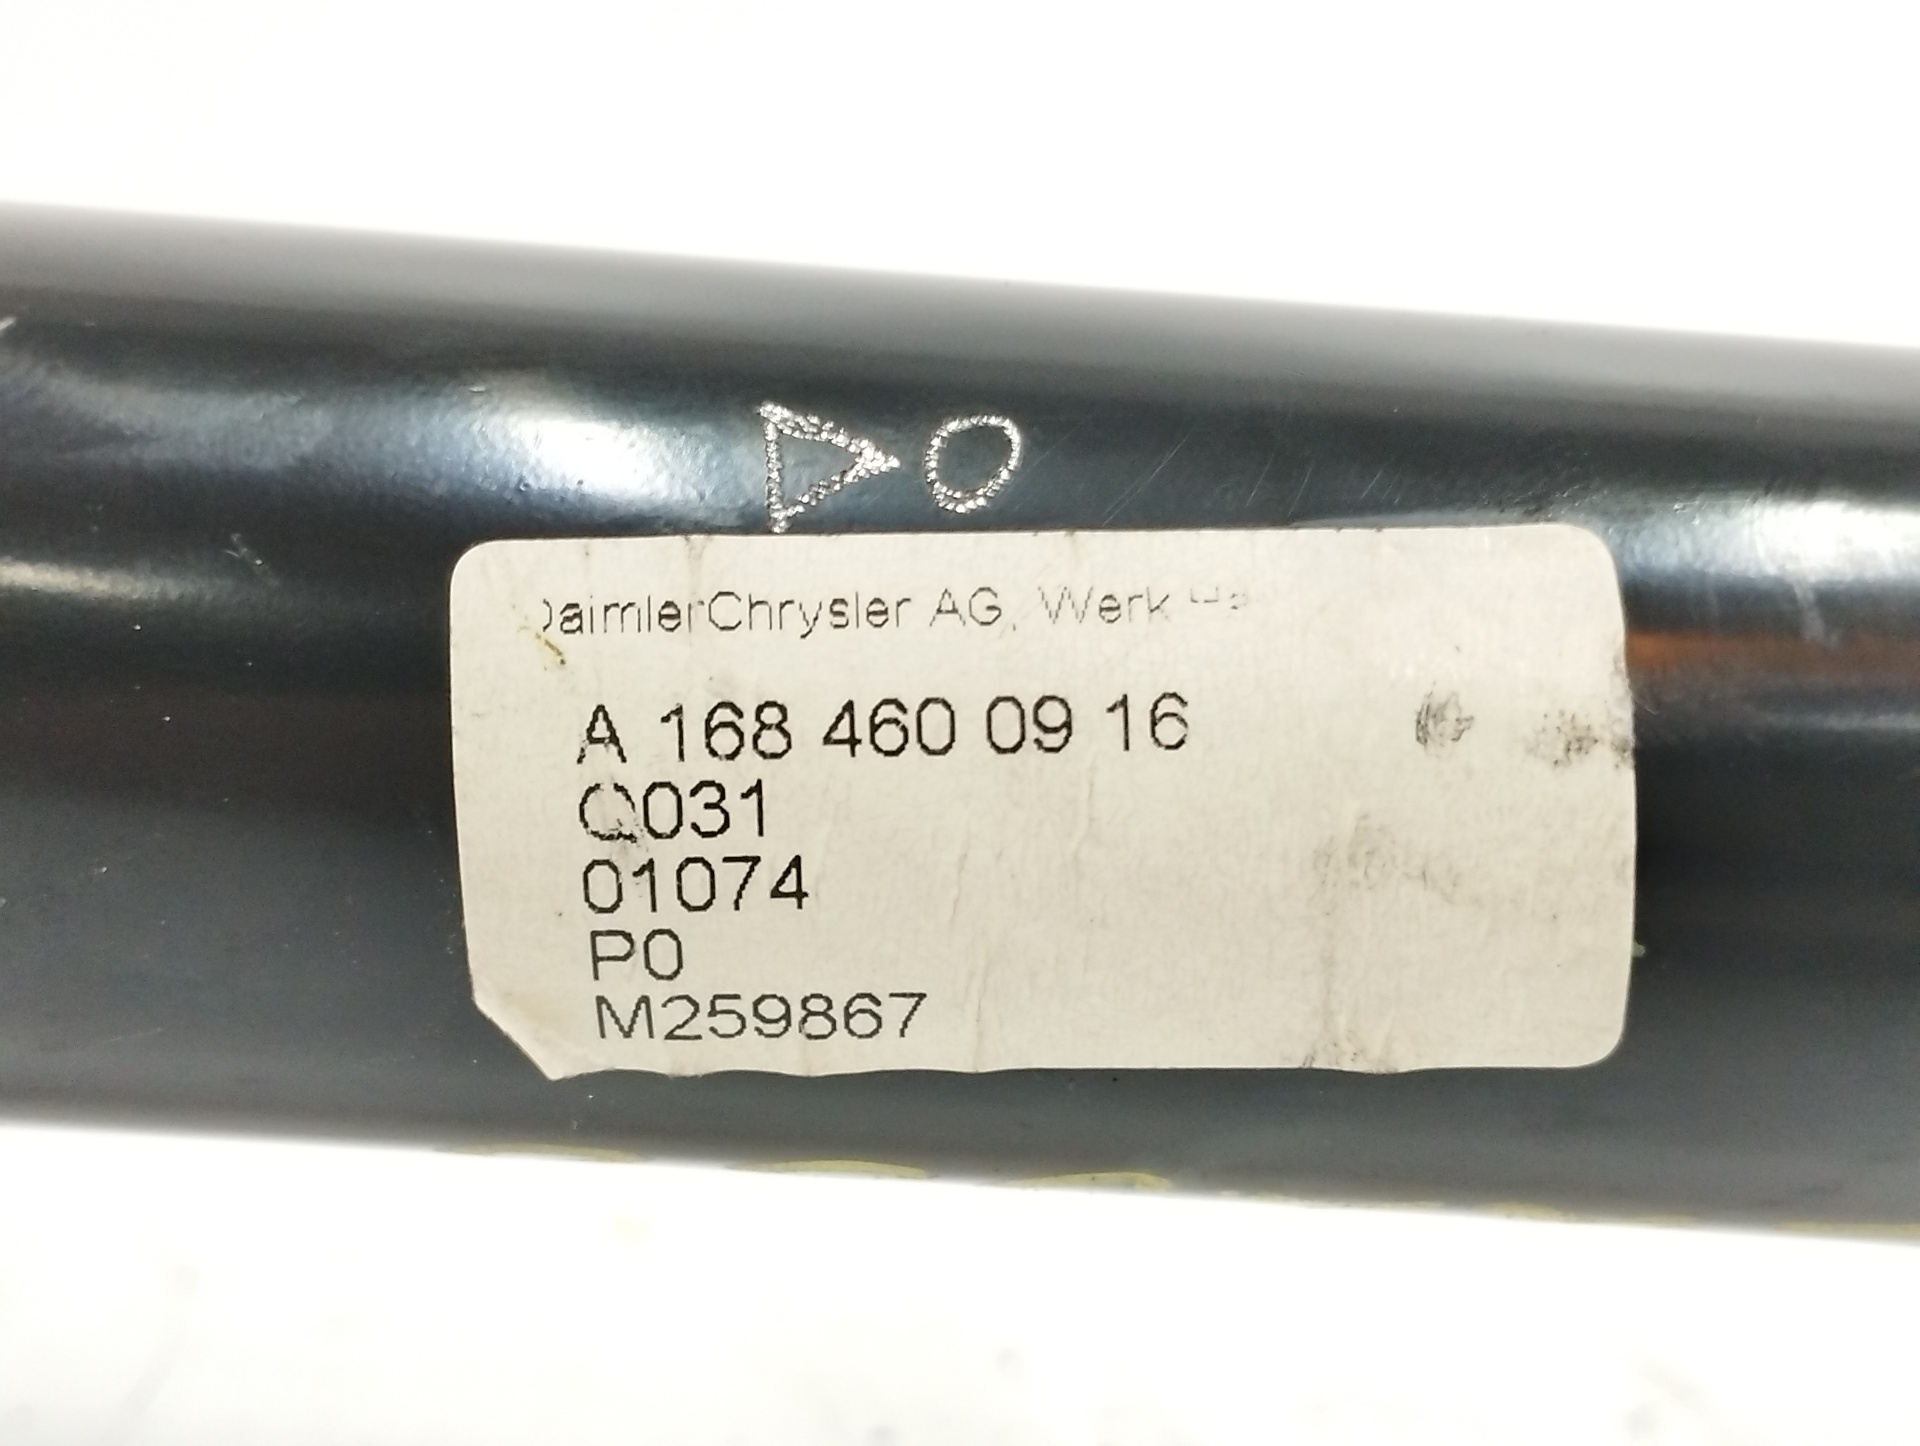 DaimlerChrysler AG, Werk
A 168 460 09 16
Q031
01074
P0
M259867